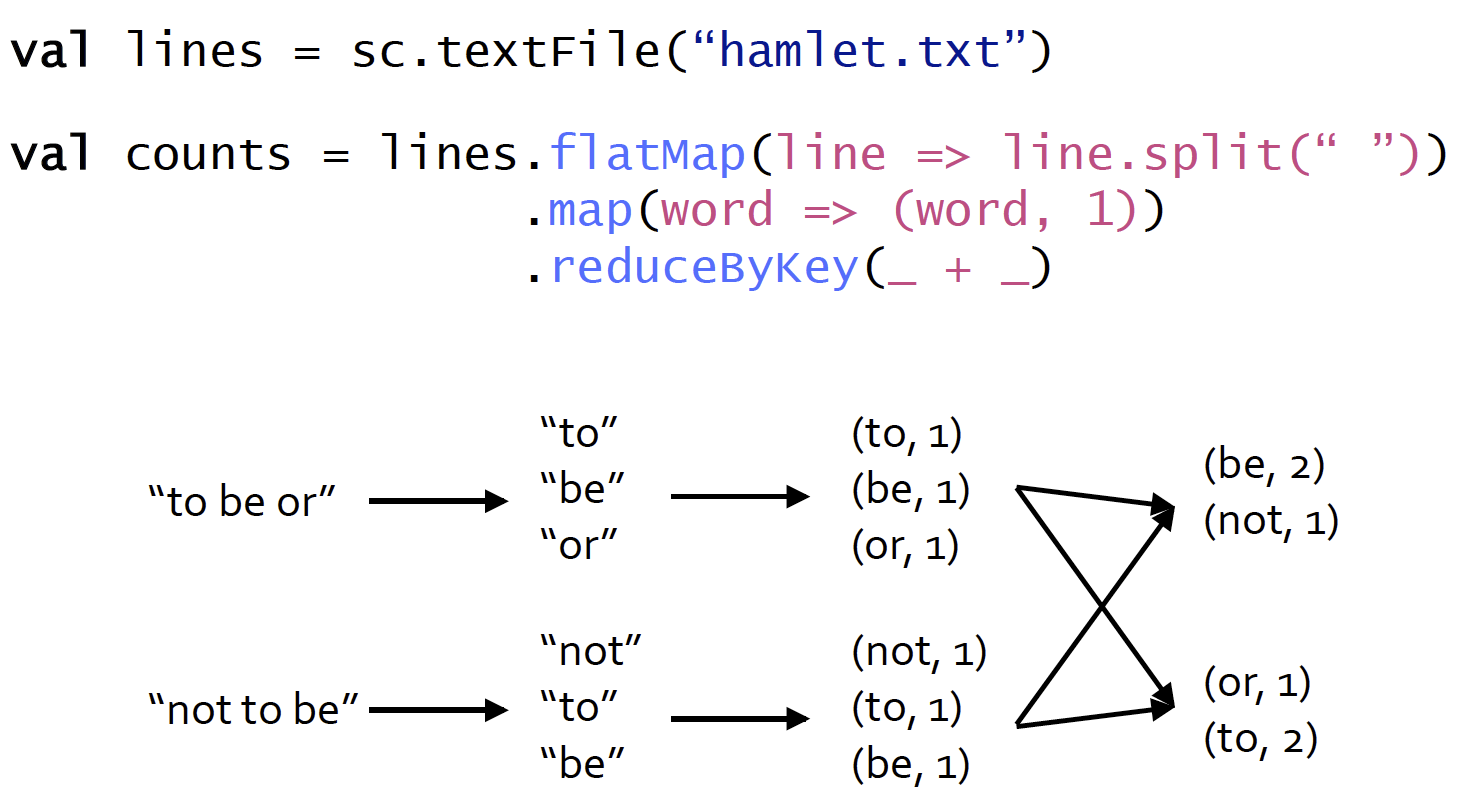 val lines = sc.textFile(“hamlet.txt”)
val counts = lines.flatMap(line => line.split(“ ”))
.map(word => (word, 1))
.reduceByKey(_ + _)
“to be or”
“not to be”
“to”
“be”
“or”
“not”
“to”
“be”
(to, 1)
(be, 1)
(or, 1)
(not, 1)
(to, 1)
(be, 1)
(be, 2)
(not, 1)
(or, 1)
(to, 2)